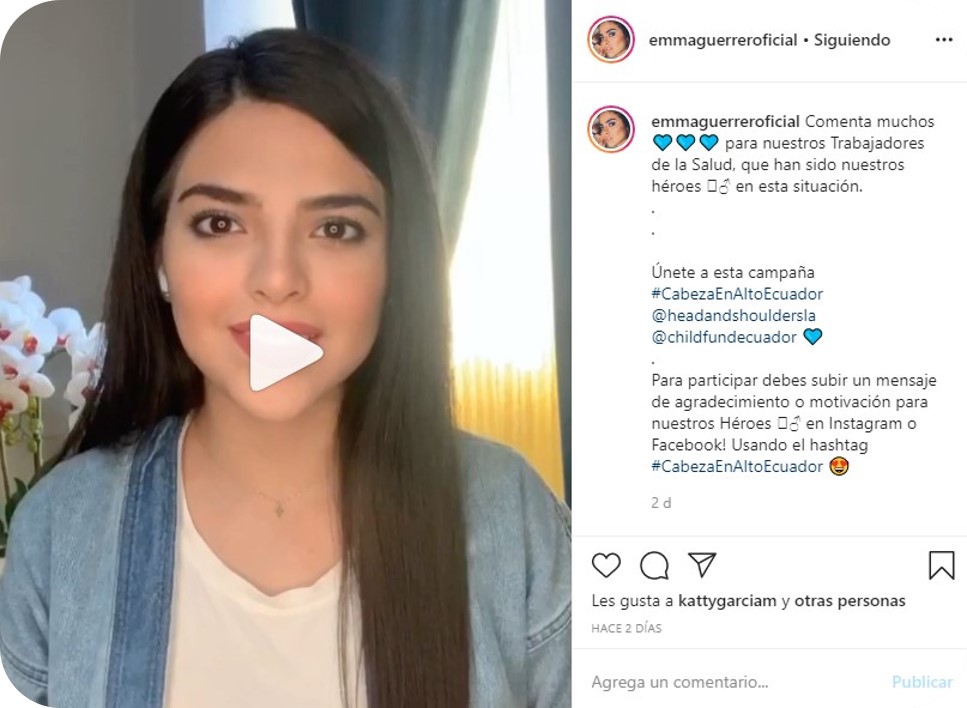 emmaguerreroficial • Siguiendo
emmaguerreroficial Comenta muchos
💙💙💙 para nuestros Trabajadores
de la Salud, que han sido nuestros
héroes □♂ en esta situación.
.
.
Únete a esta campaña
#CabezaEnAltoEcuador
@headandshouldersla
@childfundecuador 💙
.
Para participar debes subir un mensaje
de agradecimiento o motivación para
nuestros Héroes □♂ en Instagram o
Facebook! Usando el hashtag
#CabezaEnAltoEcuador 😍
2 d
Les gusta a kattygarciam y otras personas
HACE 2 DÍAS
Agrega un comentario...
Publicar